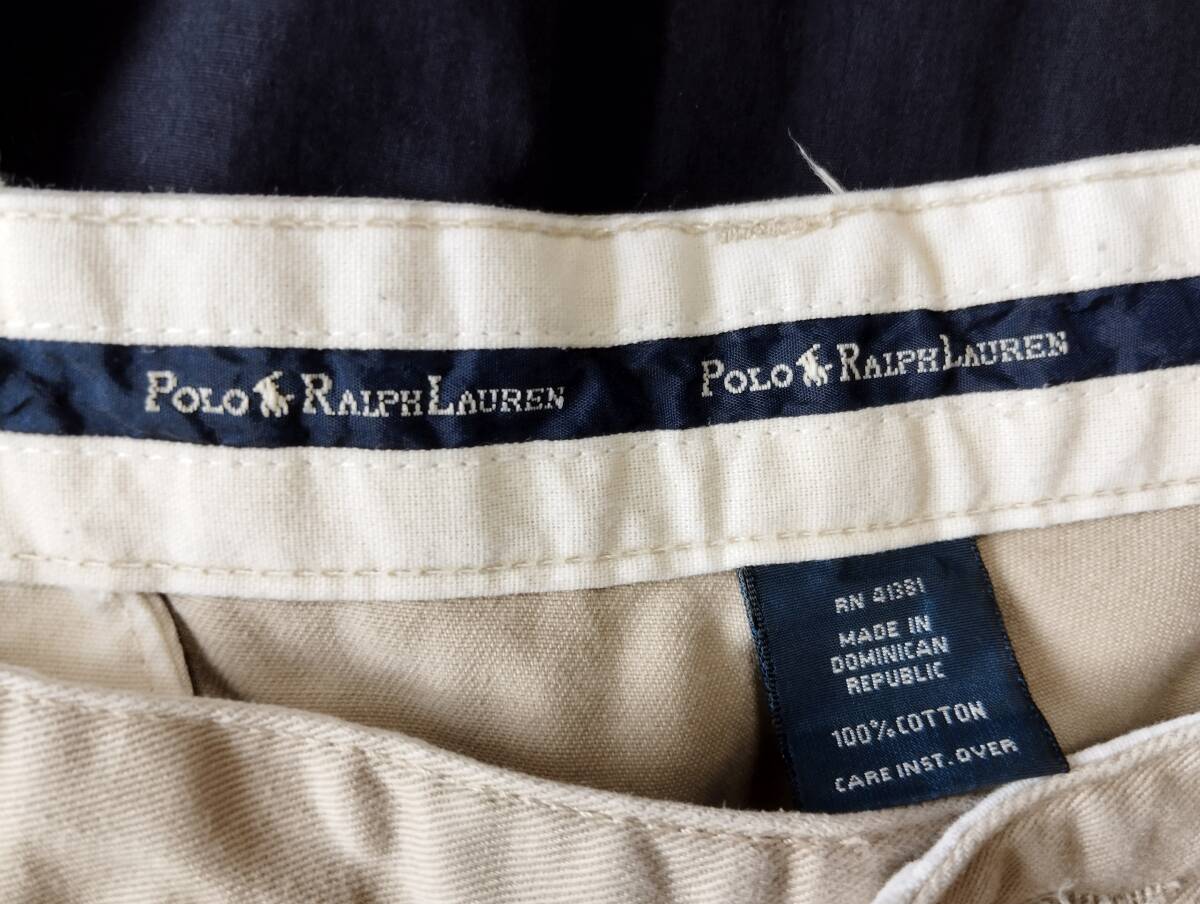 POLO RALPH LAUREN POLO RALPH LAUREN
RN 41381
MADE IN
DOMINICAN
REPUBLIC
100% COTTON
CARE INST. OVER